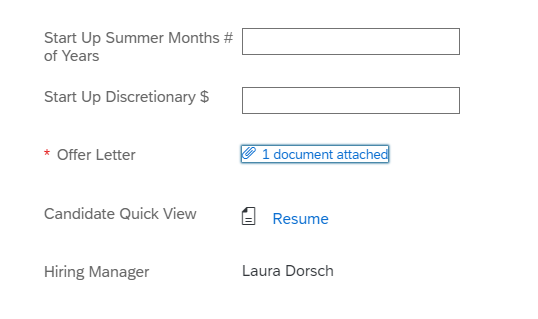 Start Up Summer Months #
of Years
Start Up Discretionary $
* Offer Letter
1 document attached
Candidate Quick View
Resume
Hiring Manager
Laura Dorsch